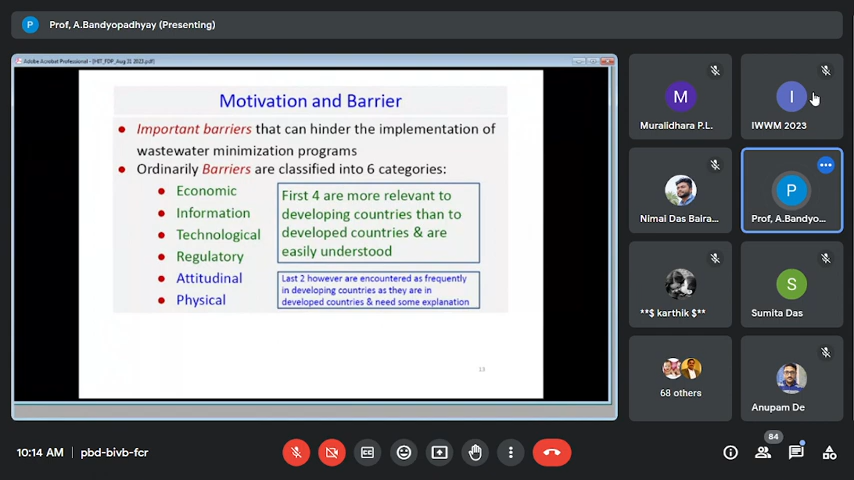 P Prof, A.Bandyopadhyay (Presenting)
Motivation and Barrier
Important barriers that can hinder the implementation of
wastewater minimization programs
Ordinarily Barriers are classified into 6 categories:
Economic
Information
Technological
Regulatory
Attitudinal
Physical
First 4 are more relevant to
developing countries than to
developed countries & are
easily understood
Last 2 however are encountered as frequently
in developing countries as they are in
developed countries & need some explanation
13
M
Muralidhara P.L.
I
IWWM 2023
Nimai Das Baira...
P
Prof, A.Bandyo...
**$ karthik $**
S
Sumita Das
68 others
Anupam De
10:14 AM | pbd-bivb-fcr
CC
84